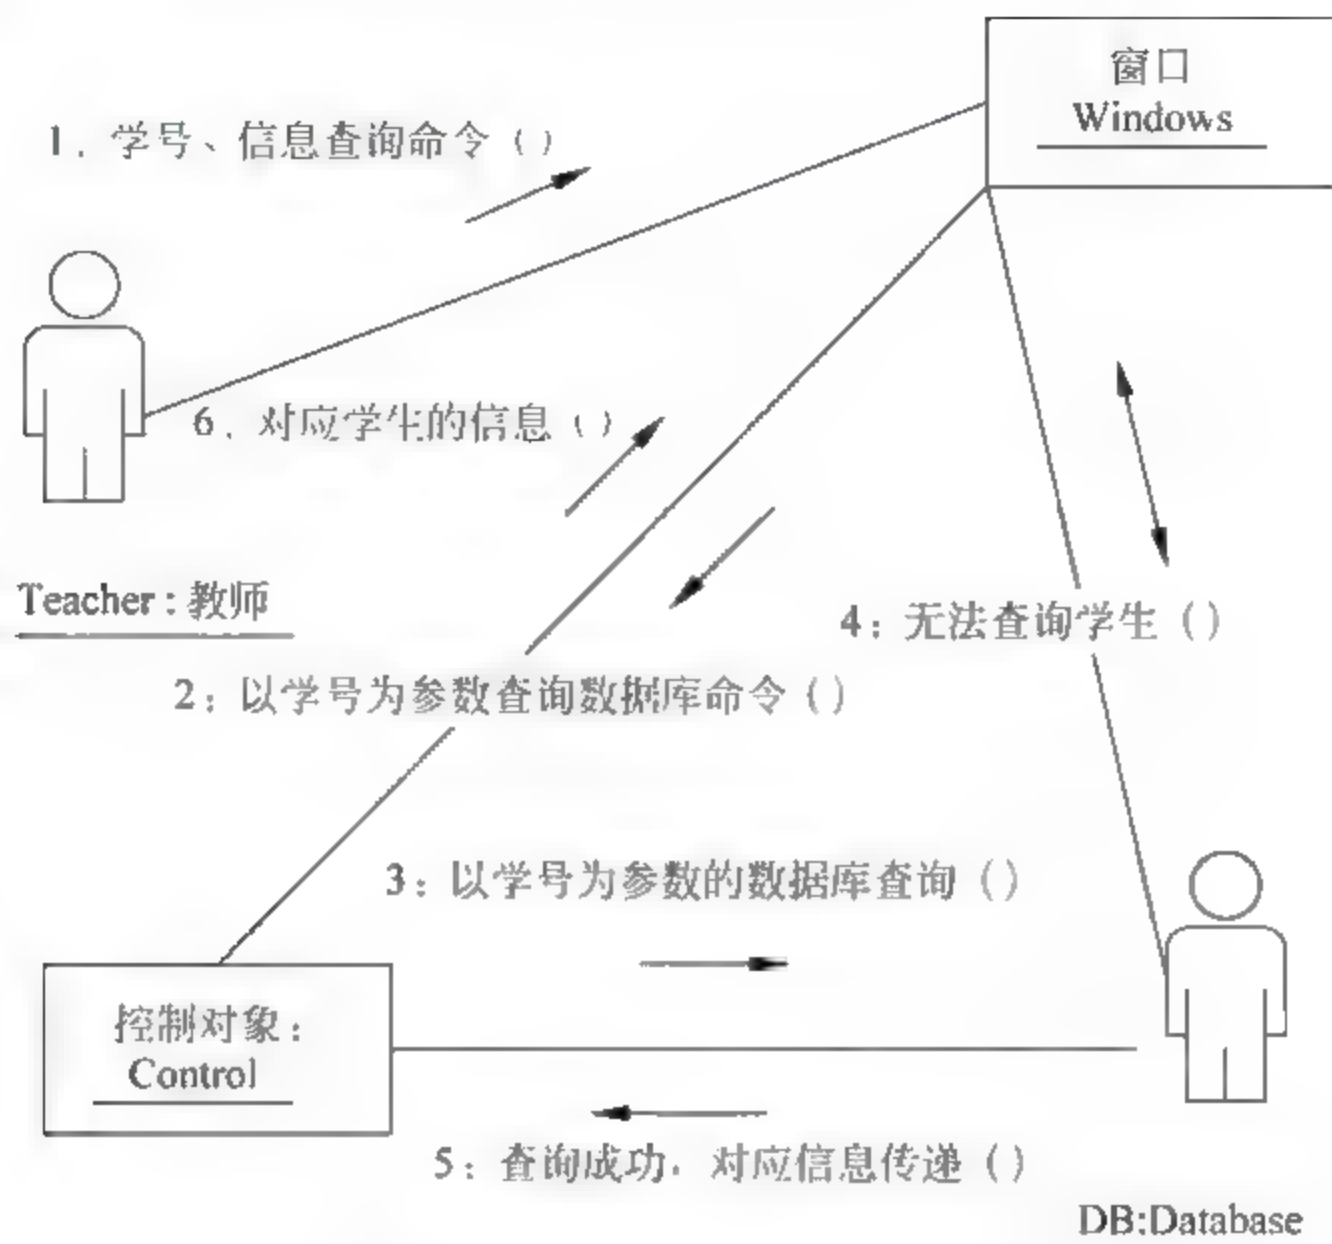 窗口
Windows
1. 学号、信息查询命令()
6. 对应学生的信息()
Teacher:教师
4:无法查询学生()
2:以学号为参数查询数据库命令()
3:以学号为参数的数据库查询()
控制对象:
Control
5:查询成功,对应信息传递()
DB:Database